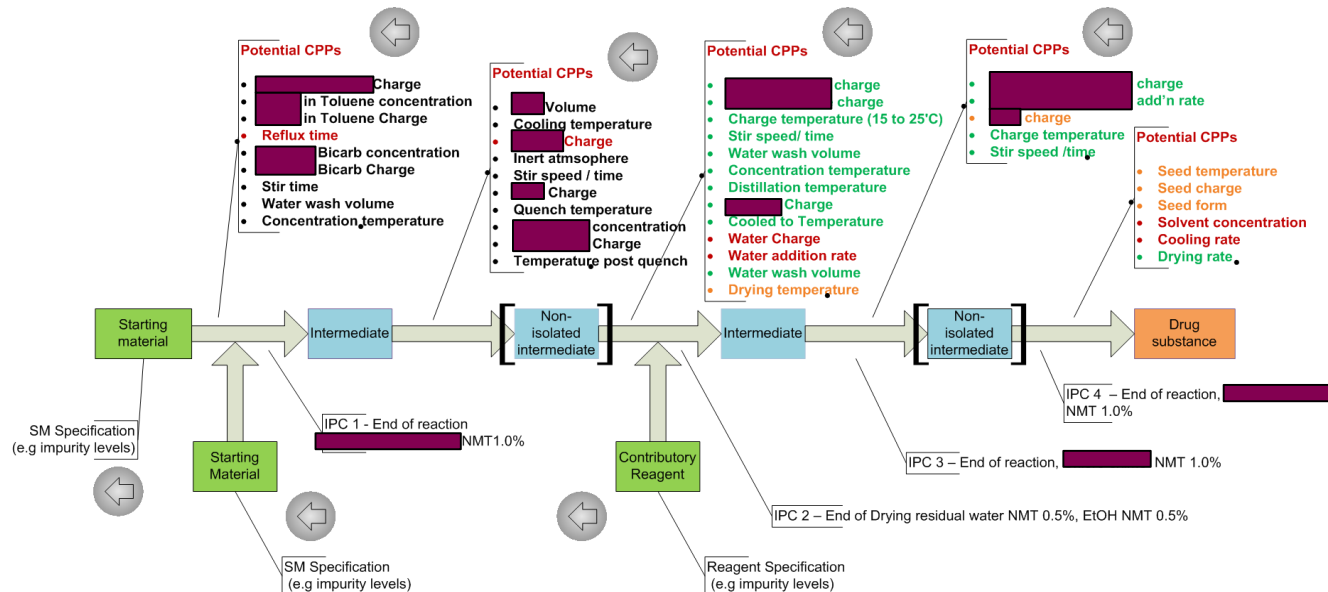 Potential CPPs
Charge
in Toluene concentration
in Toluene Charge
Reflux time
Bicarb concentration
Bicarb Charge
Stir time
Water wash volume
Concentration temperature
Potential CPPs
Volume
Cooling temperature
Charge
Inert atmsophere
Stir speed / time
Charge
Quench temperature
concentration
Charge
Temperature post quench
Potential CPPs
charge
charge
Charge temperature (15 to 25'C)
Stir speed/ time
Water wash volume
Concentration temperature
Distillation temperature
Charge
Cooled to Temperature
Water Charge
Water addition rate
Water wash volume
Drying temperature
Potential CPPs
charge
add'n rate
charge
Charge temperature
Stir speed /time
Potential CPPs
Seed temperature
Seed charge
Seed form
Solvent concentration
Cooling rate
Drying rate
Starting
material
Intermediate
Non-
isolated
intermediate
Intermediate
Non-
isolated
intermediate
Drug
substance
SM Specification
(e.g impurity levels)
Starting
Material
IPC 1 - End of reaction
NMT1.0%
Contributory
Reagent
IPC 4 – End of reaction,
NMT 1.0%
IPC 3 – End of reaction, NMT 1.0%
IPC 2 – End of Drying residual water NMT 0.5%, EtOH NMT 0.5%
SM Specification
(e.g impurity levels)
Reagent Specification
(e.g impurity levels)